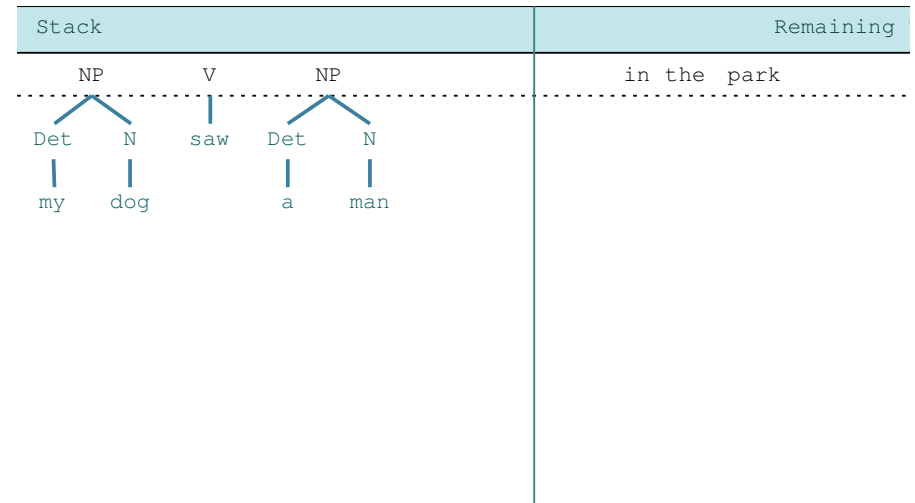 Stack Remaining
NP V NP in the park
Det N saw Det N
my dog a man